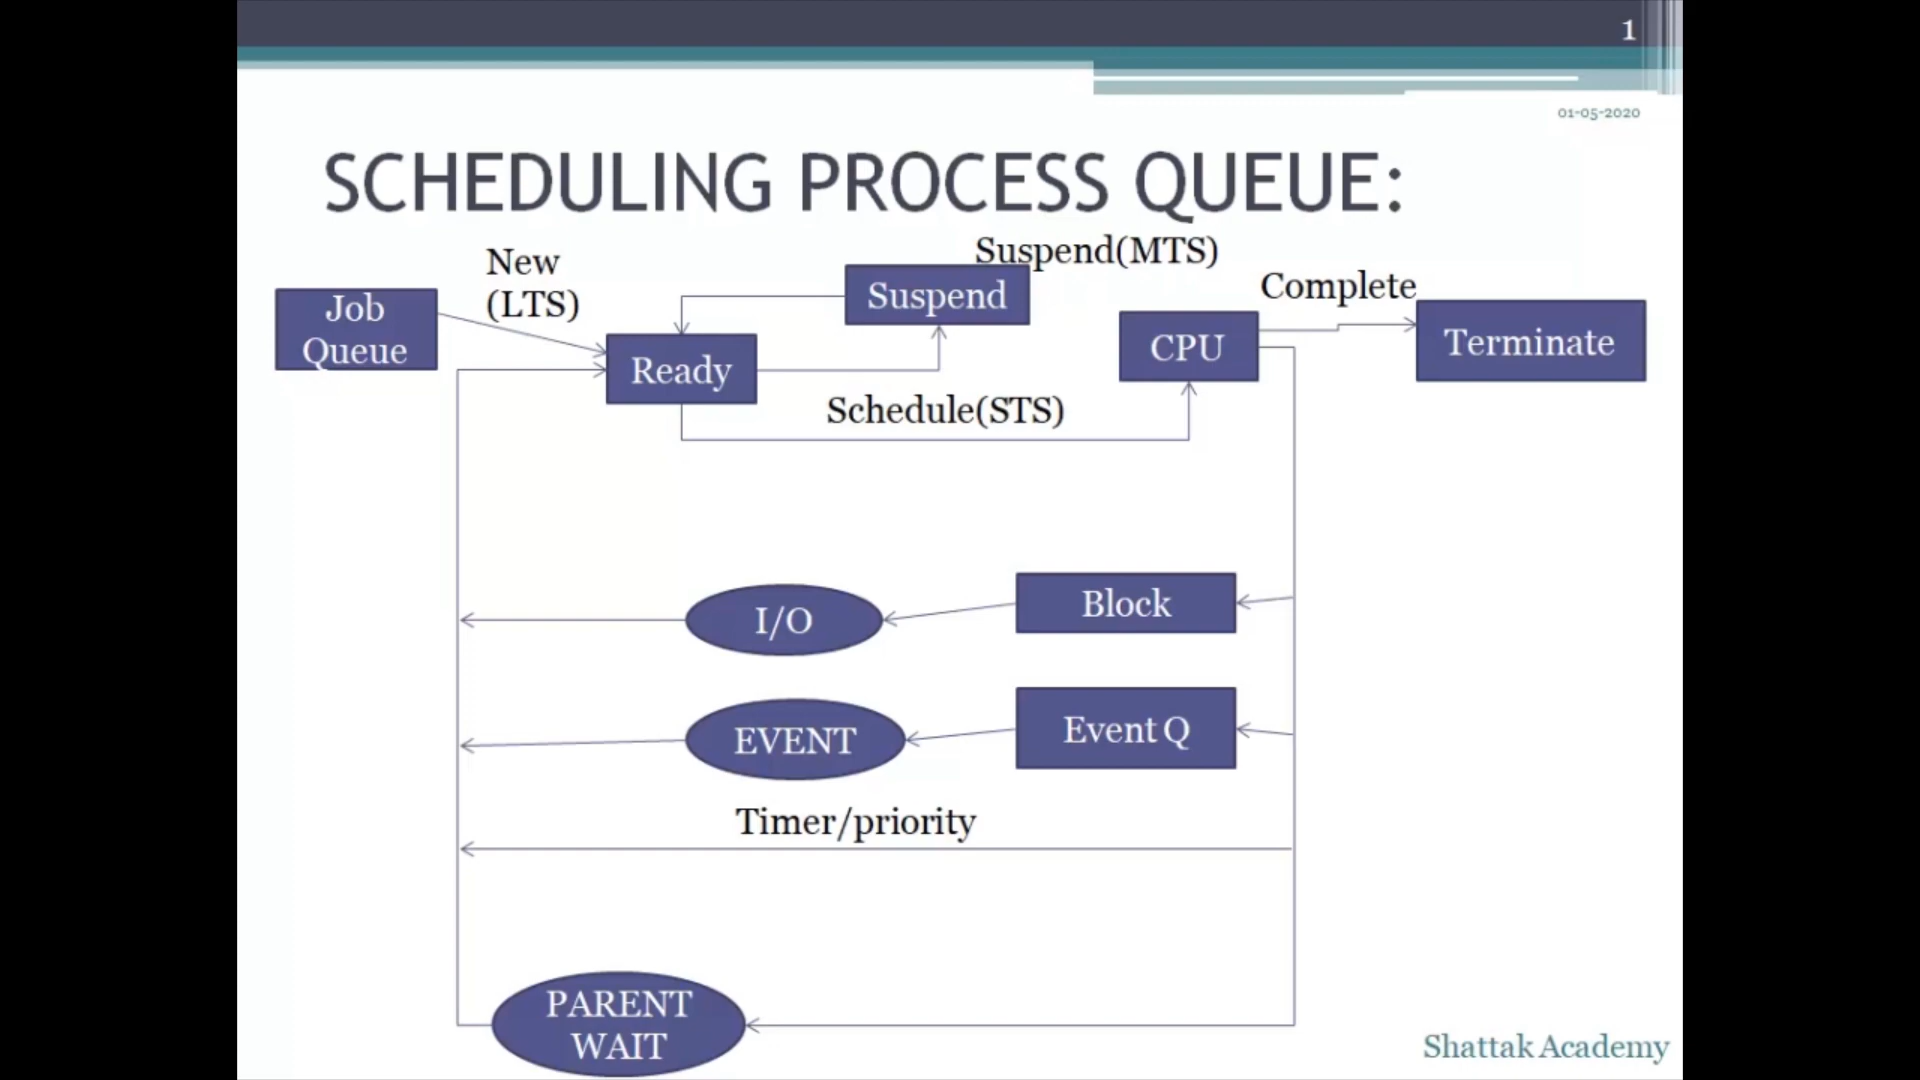 1
01-05-2020
SCHEDULING PROCESS QUEUE:
New
(LTS)
Suspend(MTS)
Complete
Job
Queue
Suspend
Ready
CPU
Terminate
Schedule(STS)
I/O
Block
EVENT
Event Q
Timer/priority
PARENT
WAIT
Shattak Academy